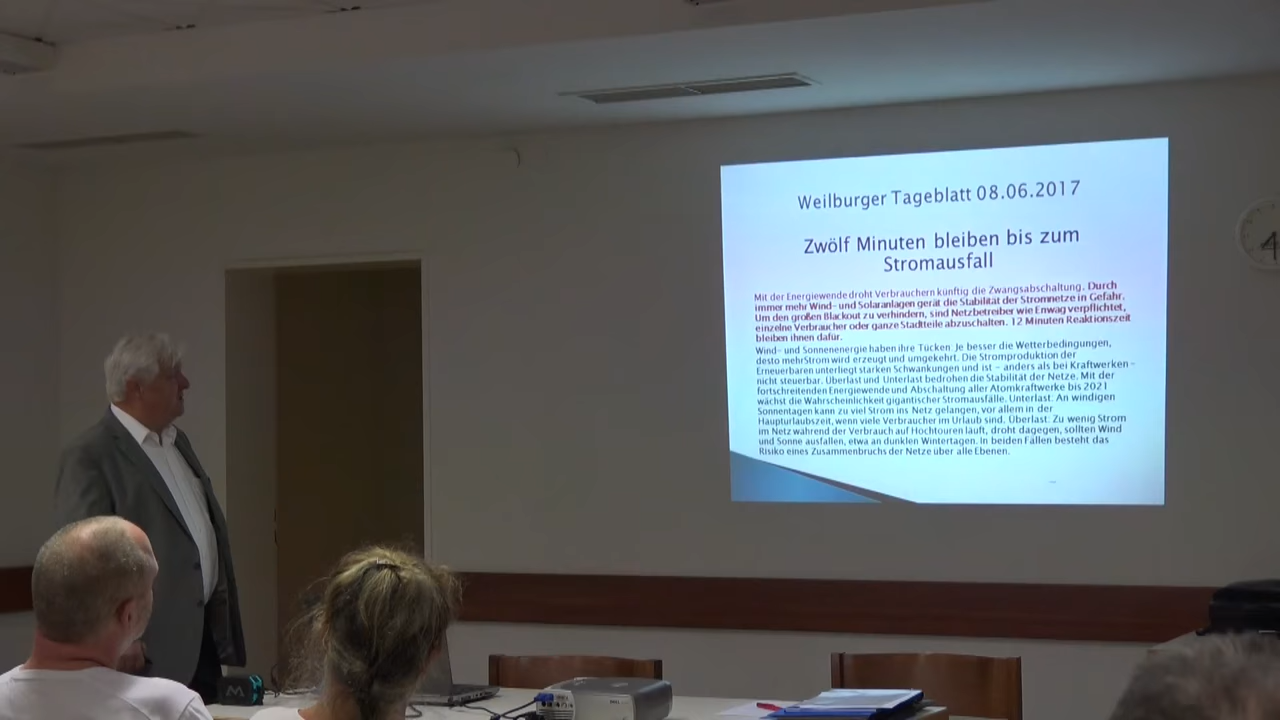 Weilburger Tageblatt 08.06.2017
Zwölf Minuten bleiben bis zum
Stromausfall
Mit der Energiewende droht Verbrauchern künftig die Zwangsabschaltung. Durch
immer mehr Wind- und Solaranlagen gerät die Stabilität der Stromnetze in Gefahr.
Um den großen Blackout zu verhindern, sind Netzbetreiber wie Enwag verpflichtet,
einzelne Verbraucher oder ganze Stadtteile abzuschalten. 12 Minuten Reaktionszeit
bleiben ihnen dafür.
Wind- und Sonnenenergie haben ihre Tücken: Je besser die Wetterbedingungen,
desto mehrStrom wird erzeugt und umgekehrt. Die Stromproduktion der
Erneuerbaren unterliegt starken Schwankungen und ist - anders als bei Kraftwerken -
nicht steuerbar. Überlast und Unterlast bedrohen die Stabilität der Netze. Mit der
fortschreitenden Energiewende und Abschaltung aller Atomkraftwerke bis 2021
wächst die Wahrscheinlichkeit gigantischer Stromausfälle. Unterlast: An windigen
Sonnentagen kann zu viel Strom ins Netz gelangen, vor allem in der
Haupturlaubszeit, wenn viele Verbraucher im Urlaub sind. Überlast: Zu wenig Strom
im Netz während der Verbrauch auf Hochtouren läuft, droht dagegen, sollten Wind
und Sonne ausfallen, etwa an dunklen Wintertagen. In beiden Fällen besteht das
Risiko eines Zusammenbruchs der Netze über alle Ebenen.
4